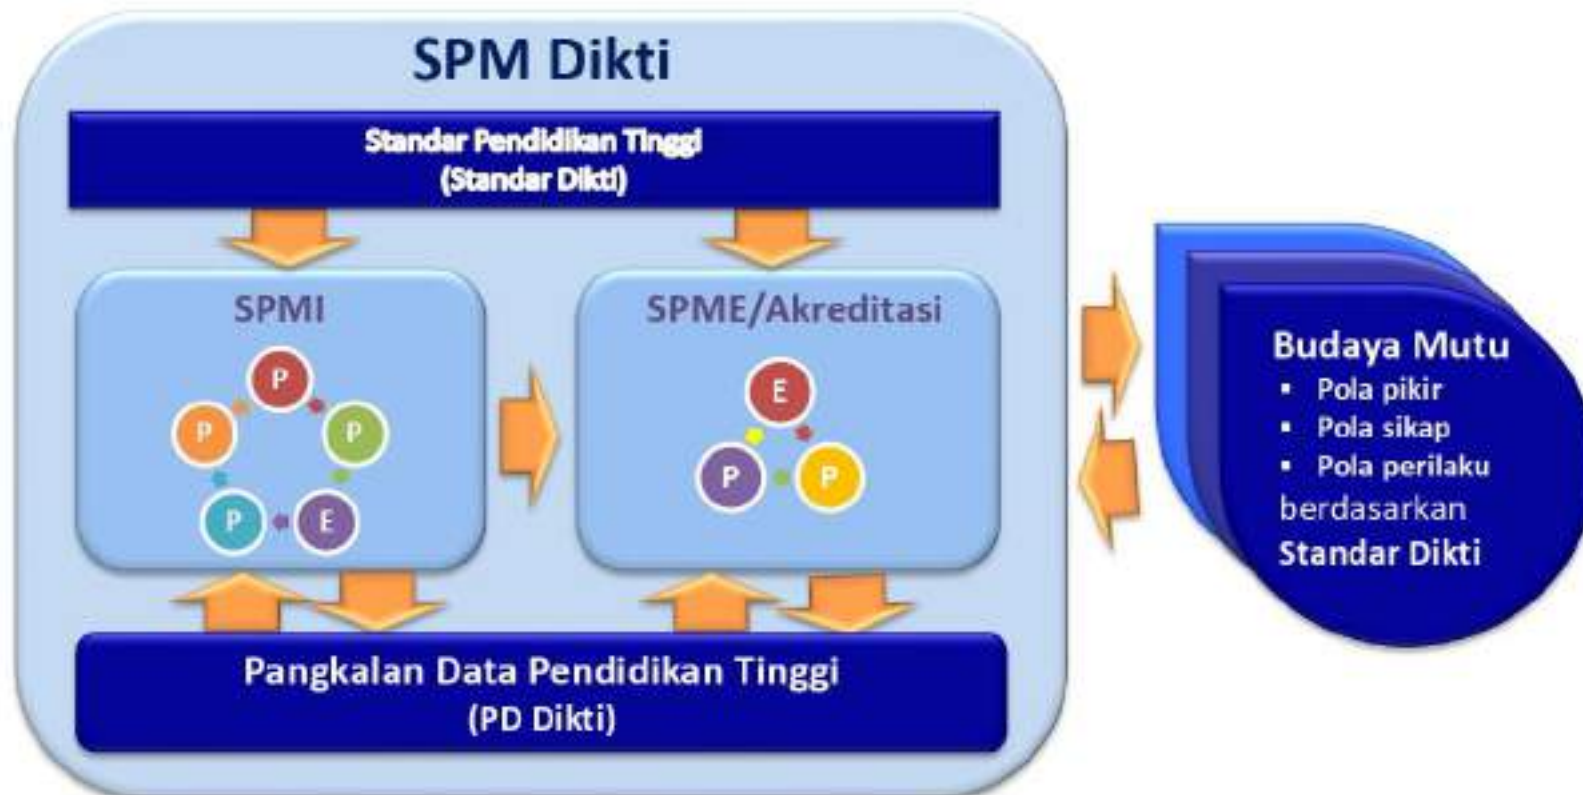 SPM Dikti
Standar Pendidikan Tinggi
(Standar Dikti)
SPMI
P
P
P
P
E
SPME/Akreditasi
E
P
P
Budaya Mutu
▪ Pola pikir
▪ Pola sikap
▪ Pola perilaku
berdasarkan
Standar Dikti
Pangkalan Data Pendidikan Tinggi
(PD Dikti)